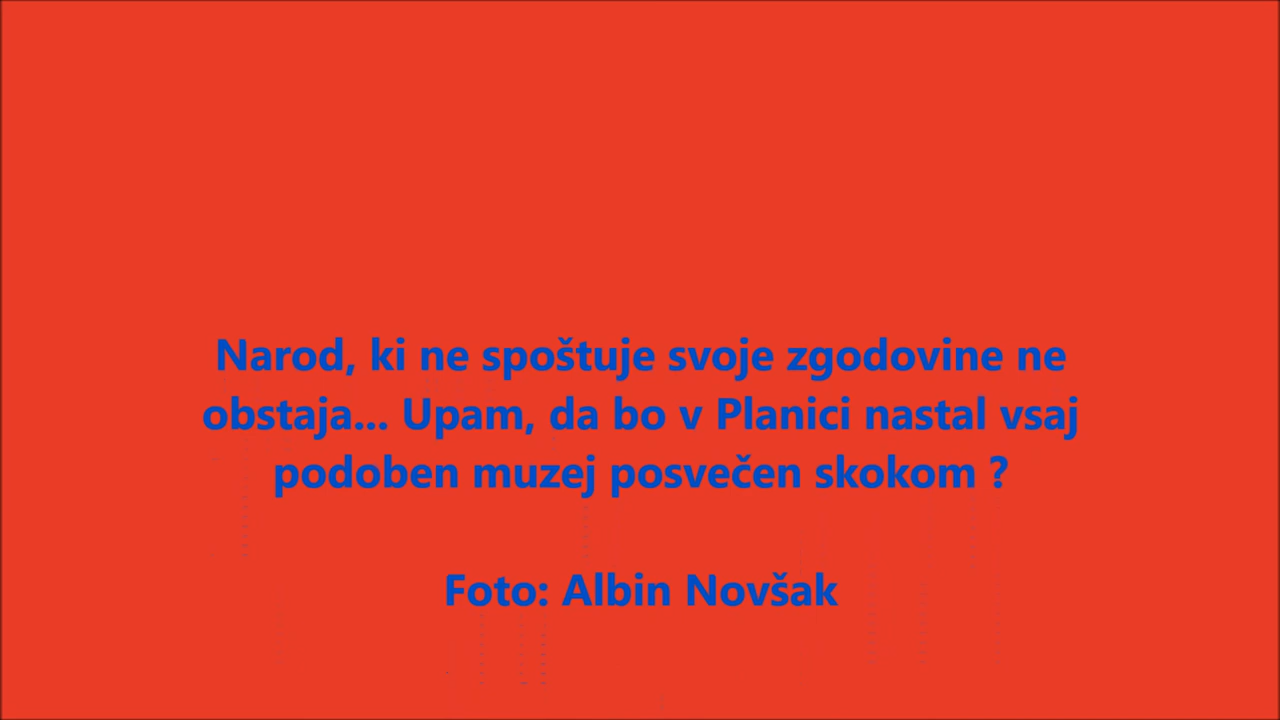 Narod, ki ne spoštuje svoje zgodovine ne
obstaja... Upam, da bo v Planici nastal vsaj
podoben muzej posvečen skokom ?
Foto: Albin Novšak